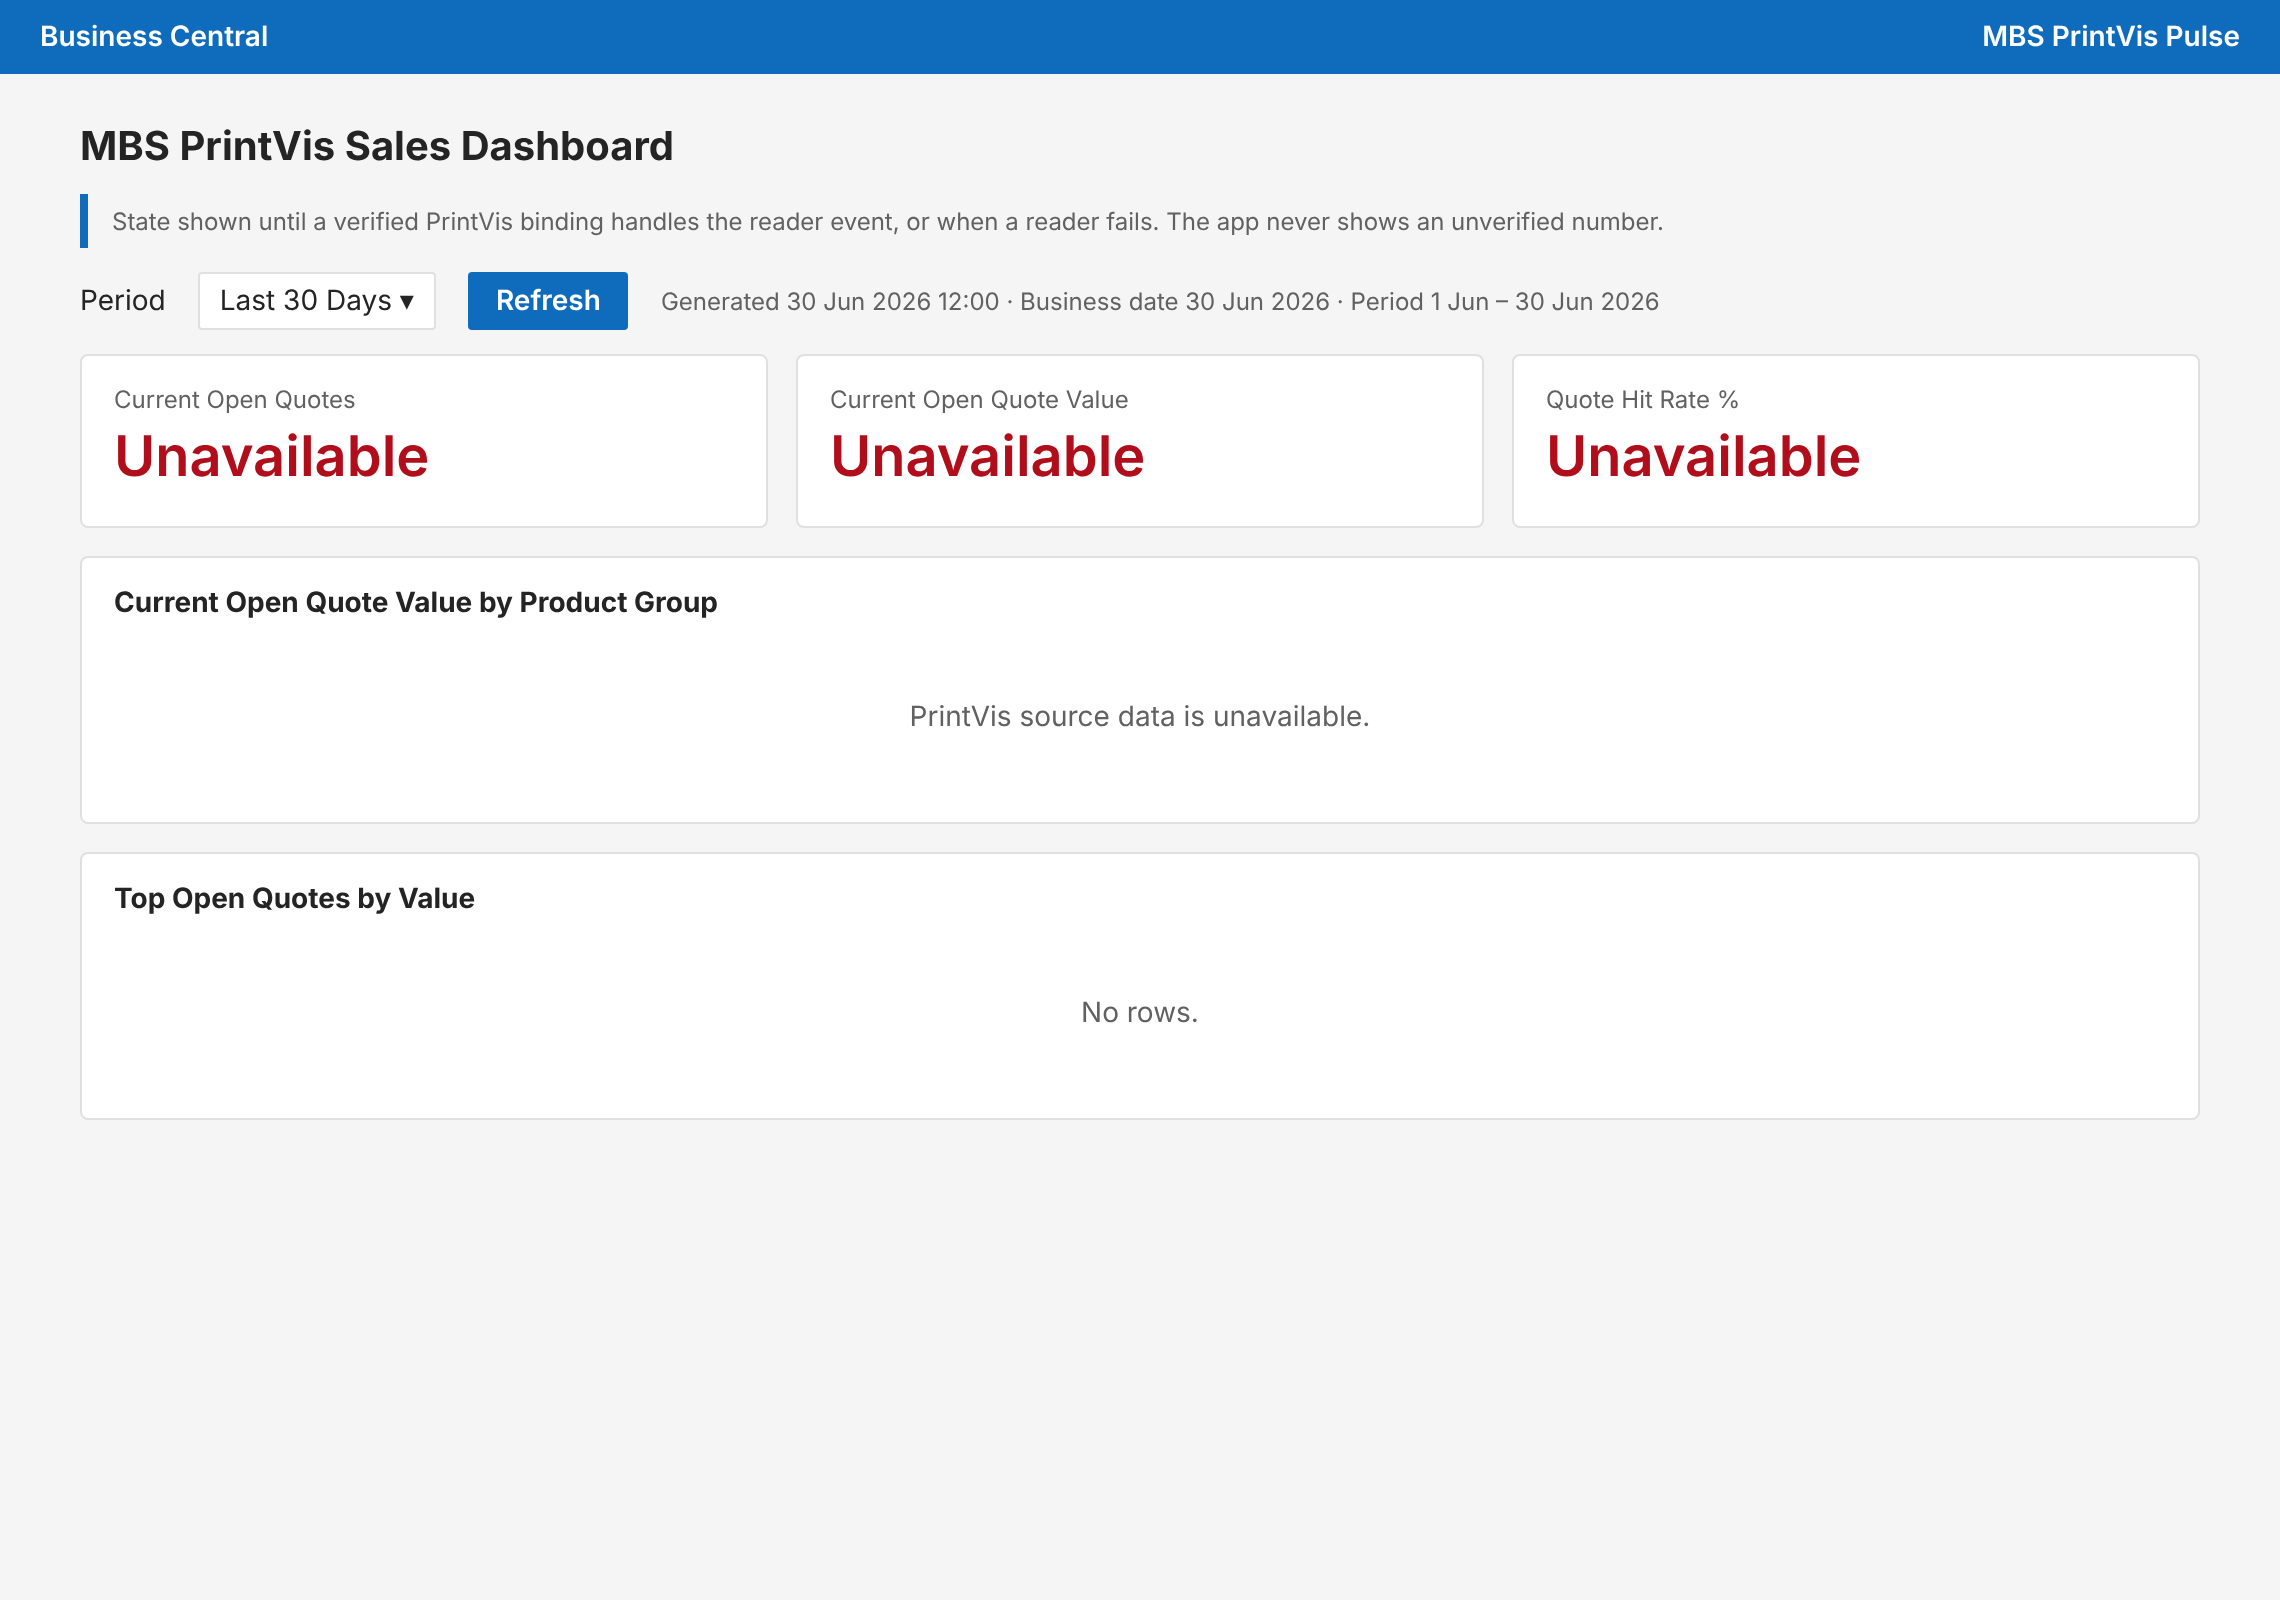 Business Central
MBS PrintVis Pulse
MBS PrintVis Sales Dashboard
State shown until a verified PrintVis binding handles the reader event, or when a reader fails. The app never shows an unverified number.
Period
Last 30 Days ▾
Refresh
Generated 30 Jun 2026 12:00 · Business date 30 Jun 2026 · Period 1 Jun – 30 Jun 2026
Current Open Quotes
Unavailable
Current Open Quote Value
Unavailable
Quote Hit Rate %
Unavailable
Current Open Quote Value by Product Group
PrintVis source data is unavailable.
Top Open Quotes by Value
No rows.